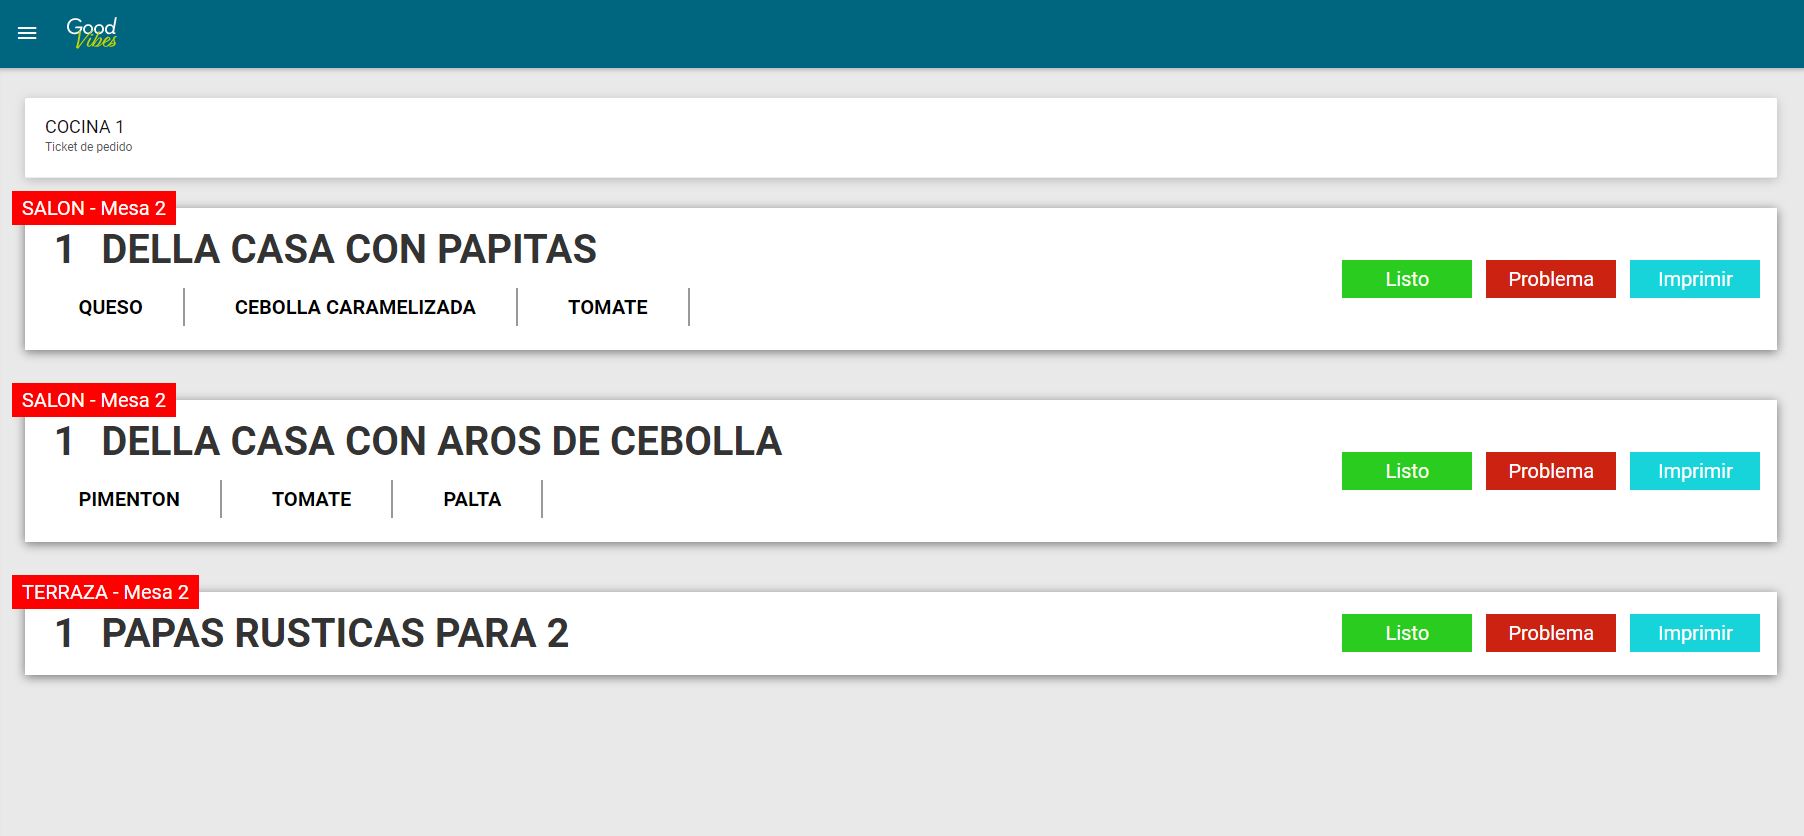 Good
Vibes
COCINA 1
Ticket de pedido
SALON - Mesa 2
1 DELLA CASA CON PAPITAS
QUESO CEBOLLA CARAMELIZADA TOMATE
Listo Problema Imprimir
SALON - Mesa 2
1 DELLA CASA CON AROS DE CEBOLLA
PIMENTON TOMATE PALTA
Listo Problema Imprimir
TERRAZA - Mesa 2
1 PAPAS RUSTICAS PARA 2
Listo Problema Imprimir